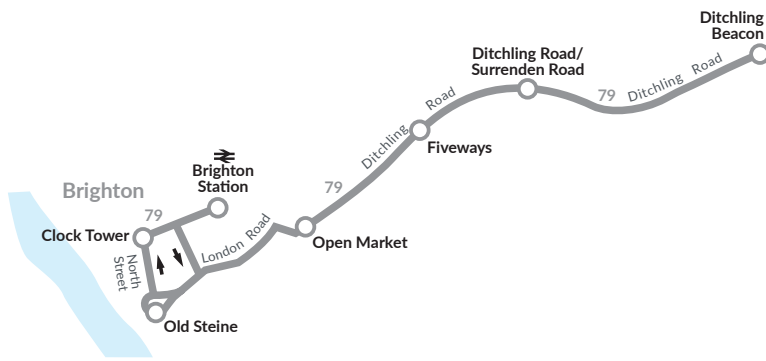 Ditchling
Beacon
Ditchling Road/
Surrenden Road
79
Ditchling Road
Road
Ditchling
Fiveways
79
Brighton
Station
Brighton
79
Clock Tower
London Road
Open Market
North
Street
Old Steine